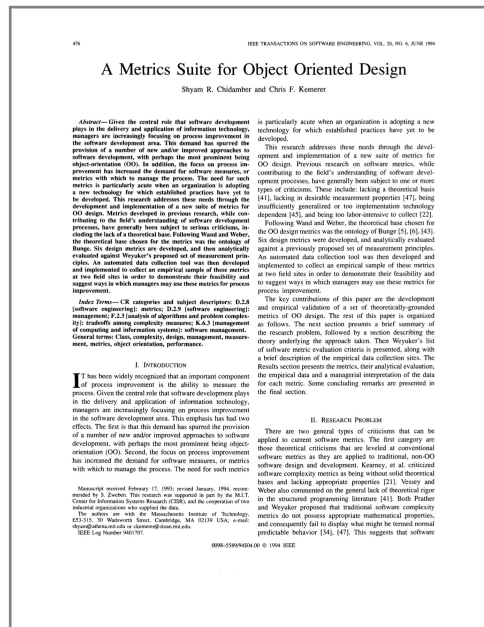 476
IEEE TRANSACTIONS ON SOFTWARE ENGINEERING, VOL. 20, NO. 6, JUNE 1994
A Metrics Suite for Object Oriented Design
Shyam R. Chidamber and Chris F. Kemerer
Abstract—Given the central role that software development
plays in the delivery and application of information technology,
managers are increasingly focusing on process improvement in
the software development area. This demand has spurred the
provision of a number of new and/or improved approaches to
software development, with perhaps the most prominent being
object-orientation (OO). In addition, the focus on process im-
provement has increased the demand for software measures, or
metrics with which to manage the process. The need for such
metrics is particularly acute when an organization is adopting
a new technology for which established practices have yet to
be developed. This research addresses these needs through the
development and implementation of a new suite of metrics for
OO design. Metrics developed in previous research, while con-
tributing to the field's understanding of software development
processes, have generally been subject to serious criticisms, in-
cluding the lack of a theoretical base. Following Wand and Weber,
the theoretical base chosen for the metrics was the ontology of
Bunge. Six design metrics are developed, and then analytically
evaluated against Weyuker's proposed set of measurement prin-
ciples. An automated data collection tool was then developed
and implemented to collect an empirical sample of these metrics
at two field sites in order to demonstrate their feasibility and
suggest ways in which managers may use these metrics for process
improvement.
Index Terms— CR categories and subject descriptors: D.2.8
[software engineering]: metrics; D.2.9 [software engineering]:
management; F.2.3 [analysis of algorithms and problem complex-
ity]: tradeoffs among complexity measures; K.6.3 [management
of computing and information systems]: software management.
General terms: Class, complexity, design, management, measure-
ment, metrics, object orientation, performance.
I. INTRODUCTION
IT has been widely recognized that an important component
of process improvement is the ability to measure the
process. Given the central role that software development plays
in the delivery and application of information technology,
managers are increasingly focusing on process improvement
in the software development area. This emphasis has had two
effects. The first is that this demand has spurred the provision
of a number of new and/or improved approaches to software
development, with perhaps the most prominent being object-
orientation (OO). Second, the focus on process improvement
has increased the demand for software measures, or metrics
with which to manage the process. The need for such metrics
Manuscript received February 17, 1993; revised January, 1994, recom-
mended by S. Zweben. This research was supported in part by the M.I.T.
Center for Information Systems Research (CISR), and the cooperation of two
industrial organizations who supplied the data.
The authors are with the Massachusetts Institute of Technology,
E53-315, 30 Wadsworth Street, Cambridge, MA 02139 USA; e-mail:
shyam@athena.mit.edu or ckemerer@sloan.mit.edu.
IEEE Log Number 9401707.
is particularly acute when an organization is adopting a new
technology for which established practices have yet to be
developed.
This research addresses these needs through the devel-
opment and implementation of a new suite of metrics for
OO design. Previous research on software metrics, while
contributing to the field's understanding of software devel-
opment processes, have generally been subject to one or more
types of criticisms. These include: lacking a theoretical basis
[41], lacking in desirable measurement properties [47], being
insufficiently generalized or too implementation technology
dependent [45], and being too labor-intensive to collect [22].
Following Wand and Weber, the theoretical base chosen for
the OO design metrics was the ontology of Bunge [5], [6], [43].
Six design metrics were developed, and analytically evaluated
against a previously proposed set of measurement principles.
An automated data collection tool was then developed and
implemented to collect an empirical sample of these metrics
at two field sites in order to demonstrate their feasibility and
to suggest ways in which managers may use these metrics for
process improvement.
The key contributions of this paper are the development
and empirical validation of a set of theoretically-grounded
metrics of OO design. The rest of this paper is organized
as follows. The next section presents a brief summary of
the research problem, followed by a section describing the
theory underlying the approach taken. Then Weyuker's list
of software metric evaluation criteria is presented, along with
a brief description of the empirical data collection sites. The
Results section presents the metrics, their analytical evaluation,
the empirical data and a managerial interpretation of the data
for each metric. Some concluding remarks are presented in
the final section.
II. RESEARCH PROBLEM
There are two general types of criticisms that can be
applied to current software metrics. The first category are
those theoretical criticisms that are leveled at conventional
software metrics as they are applied to traditional, non-OO
software design and development. Kearney, et al. criticized
software complexity metrics as being without solid theoretical
bases and lacking appropriate properties [21]. Vessey and
Weber also commented on the general lack of theoretical rigor
in the structured programming literature [41]. Both Prather
and Weyuker proposed that traditional software complexity
metrics do not possess appropriate mathematical properties,
and consequently fail to display what might be termed normal
predictable behavior [34], [47]. This suggests that software
0098-5589/94$04.00 © 1994 IEEE